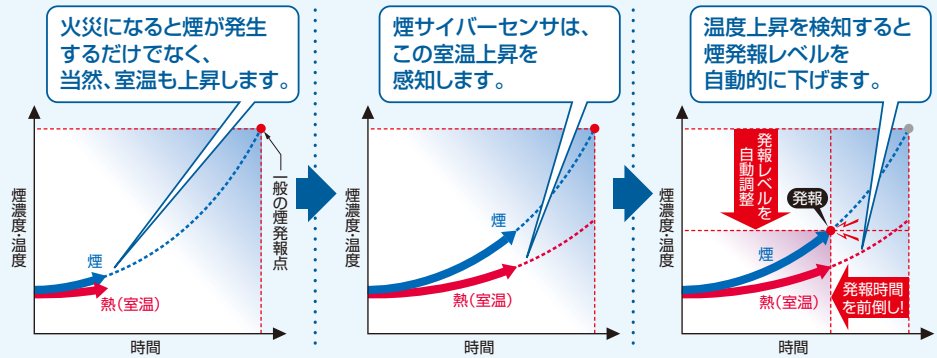 火災になると煙が発生
するだけでなく、
当然、室温も上昇します。
煙濃度・温度
煙
熱(室温)
一般の煙発報点
時間
煙サイバーセンサは、
この室温上昇を
感知します。
煙濃度・温度
煙
熱(室温)
時間
温度上昇を検知すると
煙発報レベルを
自動的に下げます。
煙濃度・温度
発報レベルを
自動調整
発報
煙
熱(室温)
発報時間
を前倒し!
時間